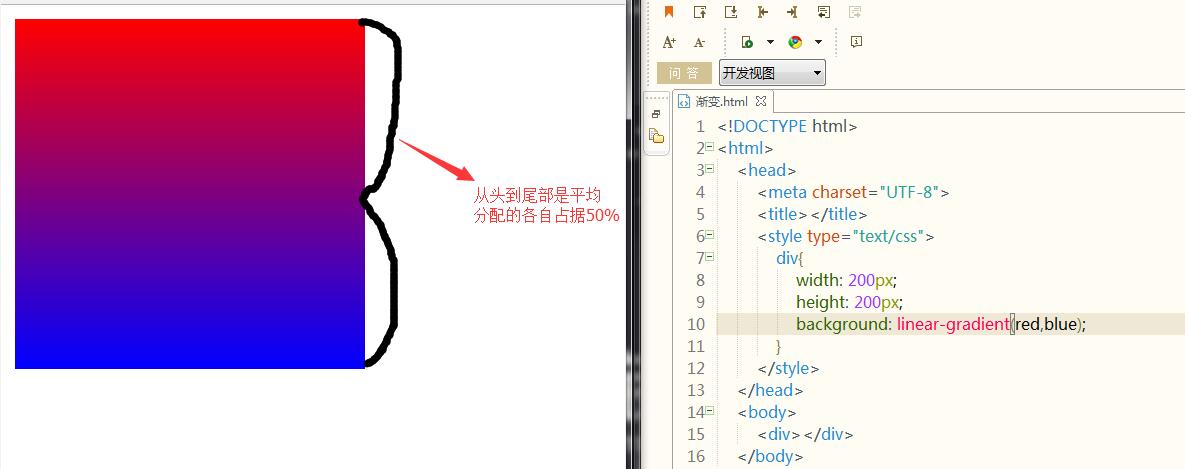 从头到尾部是平均
分配的各自占据50%
A+
A-
问 答
开发视图
渐变.html
1 <!DOCTYPE html>
2 <html>
3 <head>
4 <meta charset="UTF-8">
5 <title></title>
6 <style type="text/css">
7 div{
8 width: 200px;
9 height: 200px;
10 background: linear-gradient(red,blue);
11 }
12 </style>
13 </head>
14 <body>
15 <div></div>
16 </body>